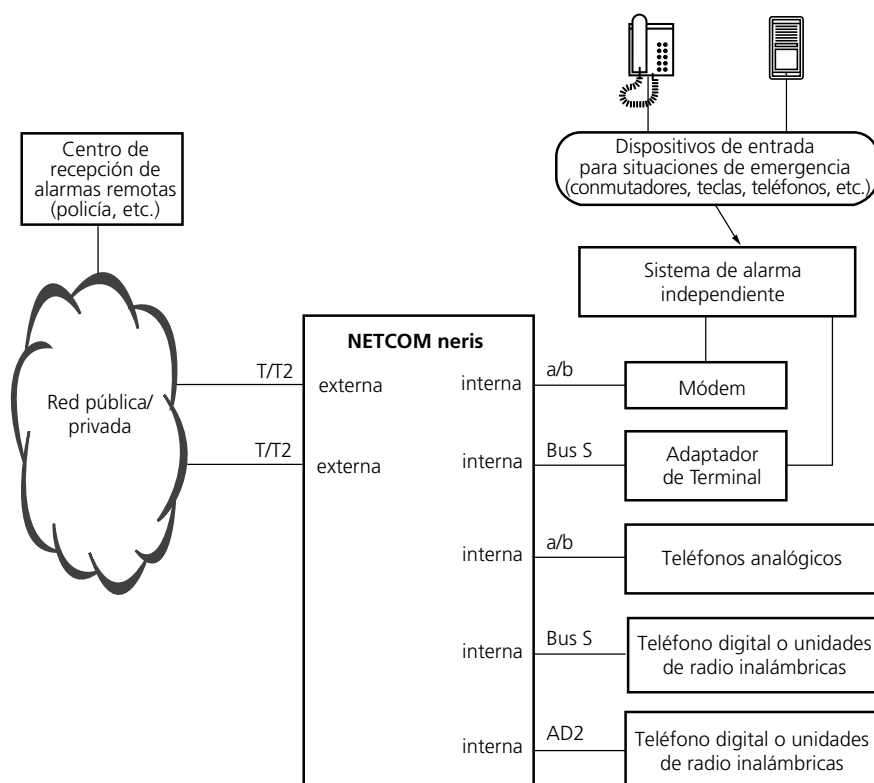 Dispositivos de entrada
para situaciones de emergencia
(conmutadores, teclas, teléfonos, etc.)
Centro de
recepción de
alarmas remotas
(policía, etc.)
Sistema de alarma
independiente
NETCOM neris
Red pública/
privada
T/T2
externa
interna
a/b
Módem
T/T2
externa
interna
Bus S
Adaptador
de Terminal
interna
a/b
Teléfonos analógicos
interna
Bus S
Teléfono digital o unidades
de radio inalámbricas
interna
AD2
Teléfono digital o unidades
de radio inalámbricas